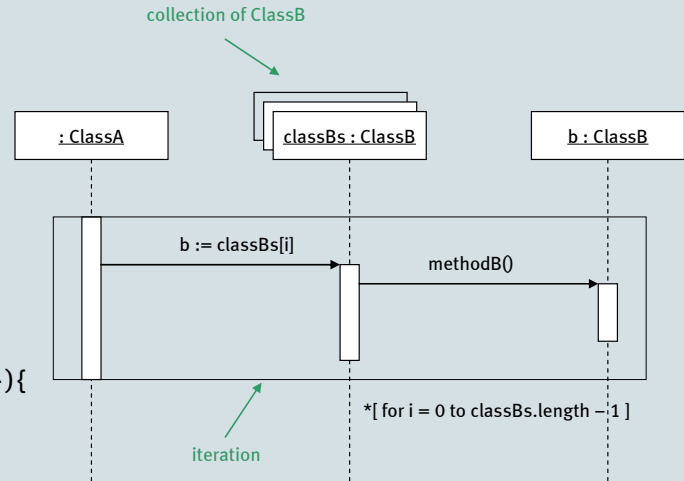 collection of ClassB
: ClassA
classBs : ClassB
b : ClassB
b := classBs[i]
methodB()
){
*[ for i = 0 to classBs.length – 1 ]
iteration